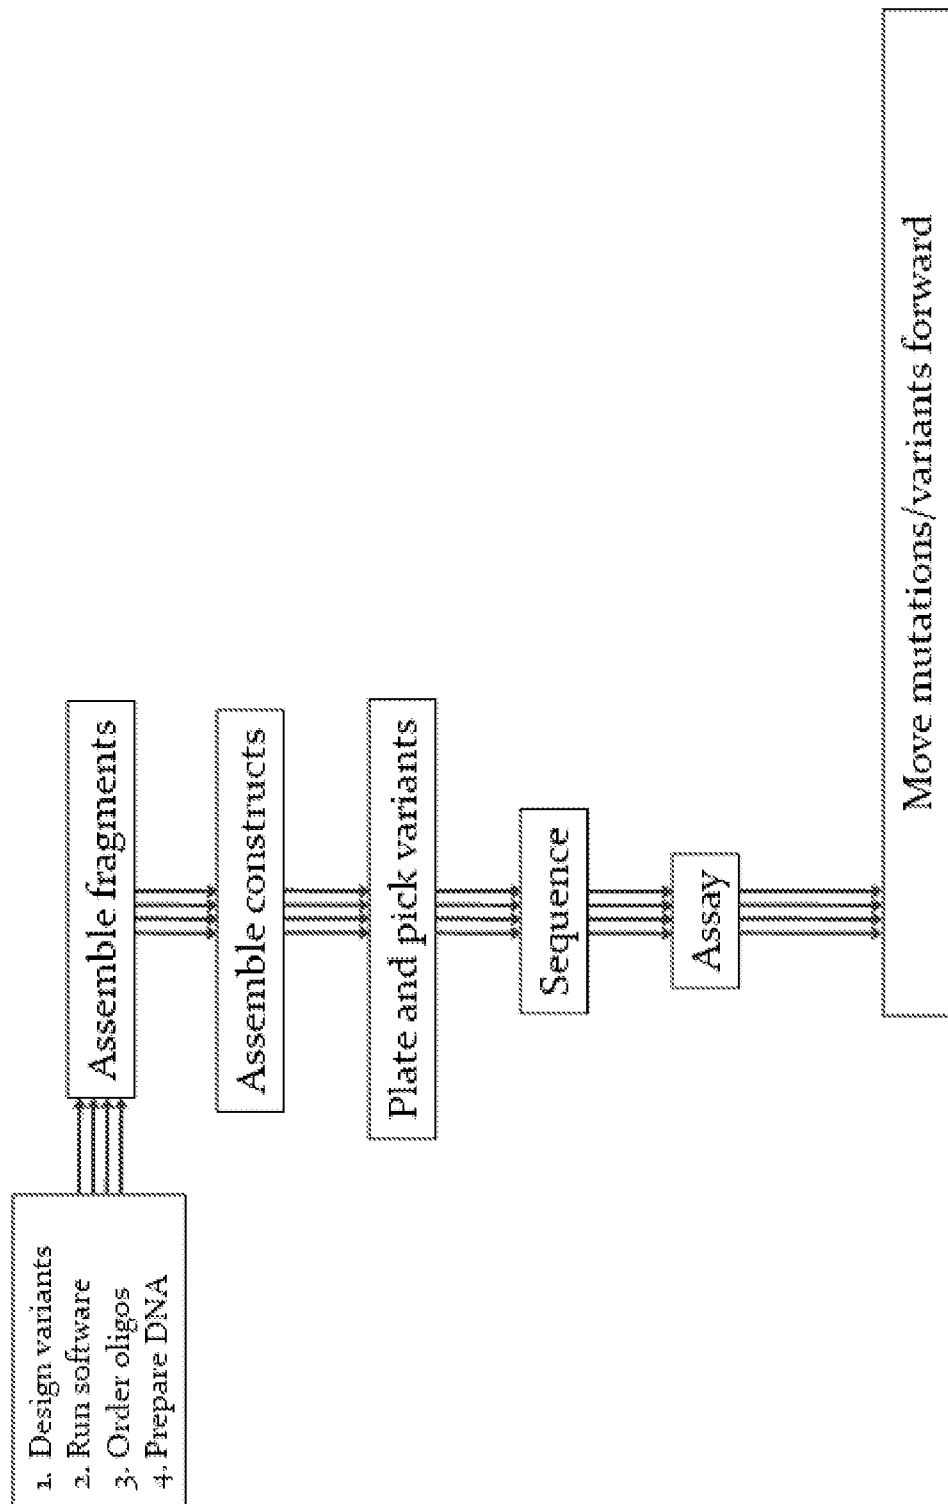 1. Design variants
2. Run software
3. Order oligos
4. Prepare DNA
Assemble fragments
Assemble constructs
Plate and pick variants
Sequence
Assay
Move mutations/variants forward